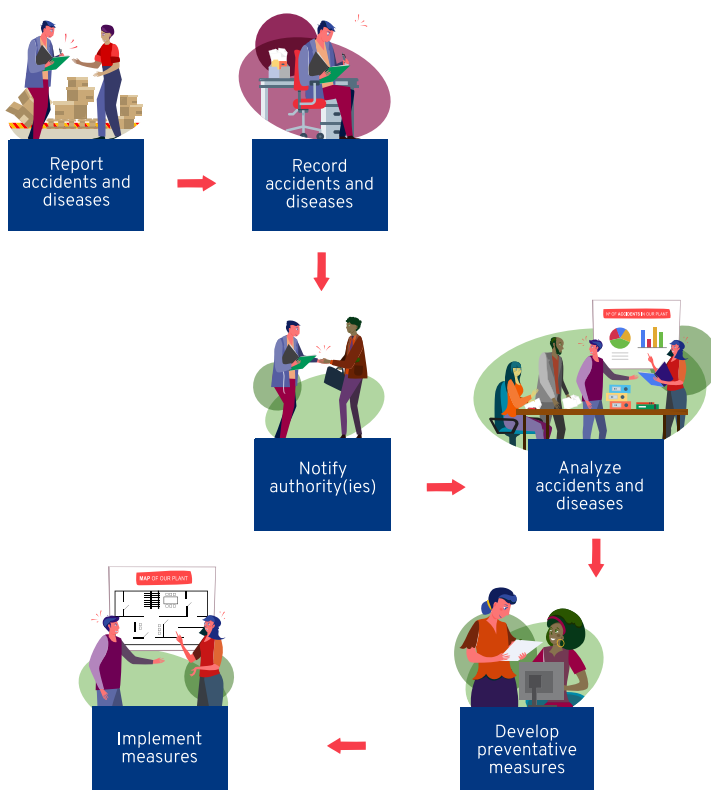 Report
accidents and
diseases
Record
accidents and
diseases
Nº OF ACCIDENTS IN OUR PLANT
Notify
authority(ies)
Analyze
accidents and
diseases
MAP OF OUR PLANT
Implement
measures
Develop
preventative
measures